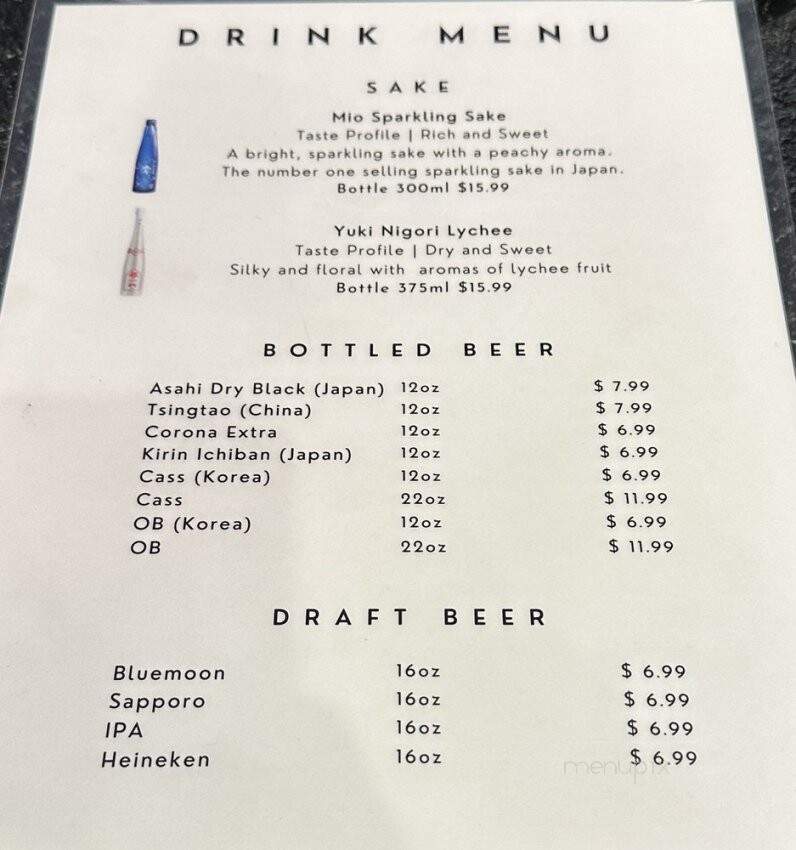 DRINK MENU
SAKE
Mio Sparkling Sake
Taste Profile | Rich and Sweet
A bright, sparkling sake with a peachy aroma.
The number one selling sparkling sake in Japan.
Bottle 300ml $15.99
Yuki Nigori Lychee
Taste Profile | Dry and Sweet
Silky and floral with aromas of lychee fruit
Bottle 375ml $15.99
BOTTLED BEER
Asahi Dry Black (Japan) 12oz $ 7.99
Tsingtao (China) 12oz $ 7.99
Corona Extra 12oz $ 6.99
Kirin Ichiban (Japan) 12oz $ 6.99
Cass (Korea) 12oz $ 6.99
Cass 22oz $ 11.99
OB (Korea) 12oz $ 6.99
OB 22oz $ 11.99
DRAFT BEER
Bluemoon 16oz $ 6.99
Sapporo 16oz $ 6.99
IPA 16oz $ 6.99
Heineken 16oz $ 6.99
menupix